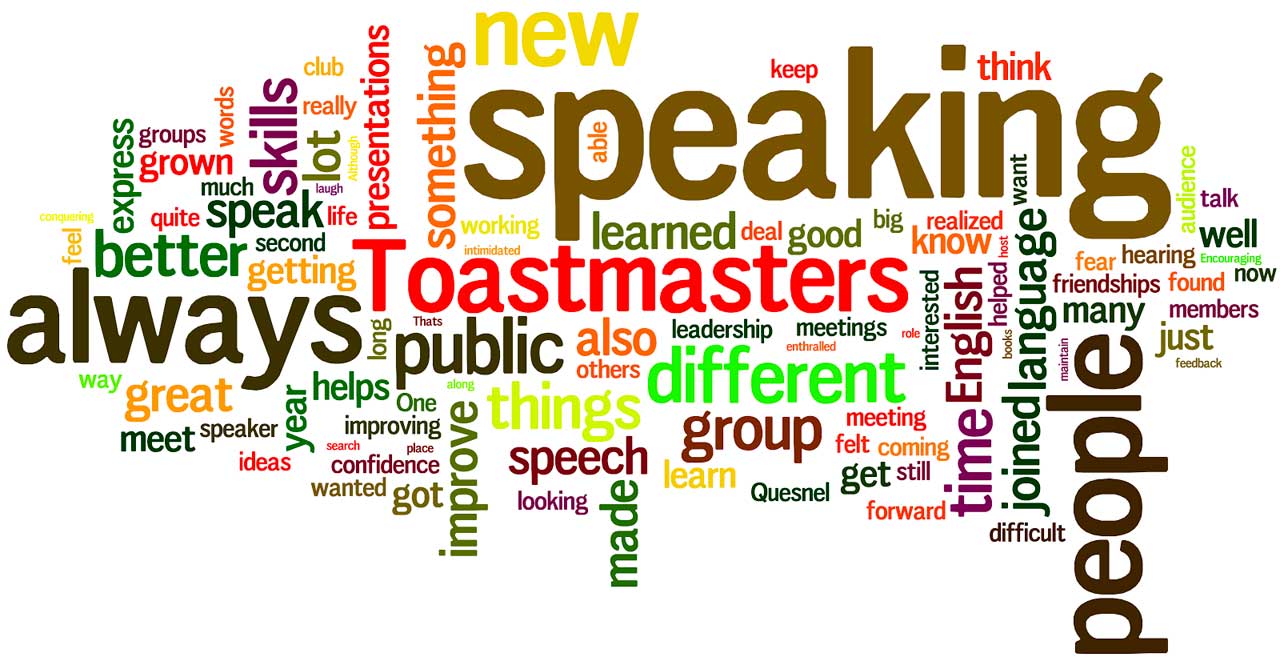 new
speaking
keep
think
able
something
presentations
club
really
words
skills
lot
Although
laugh
groups
grown
express
much
quite
speak
life
conquering
feel
better
second
getting
working
intimidated
learned
deal
good
big
realized
know
host
want
audience
talk
well
Encouraging
now
fear
hearing
friendships
found
many
members
just
feedback
always
Toastmasters
long
Thats
public
also
leadership
meetings
role
enthralled
others
different
interested
English
helped
books
language
maintain
people
way
great
year
helps
One
along
things
improving
improve
meet
speaker
ideas
search
place
confidence
wanted
got
speech
looking
made
group
learn
Quesnel
meeting
felt
coming
get
still
forward
time
joined
difficult